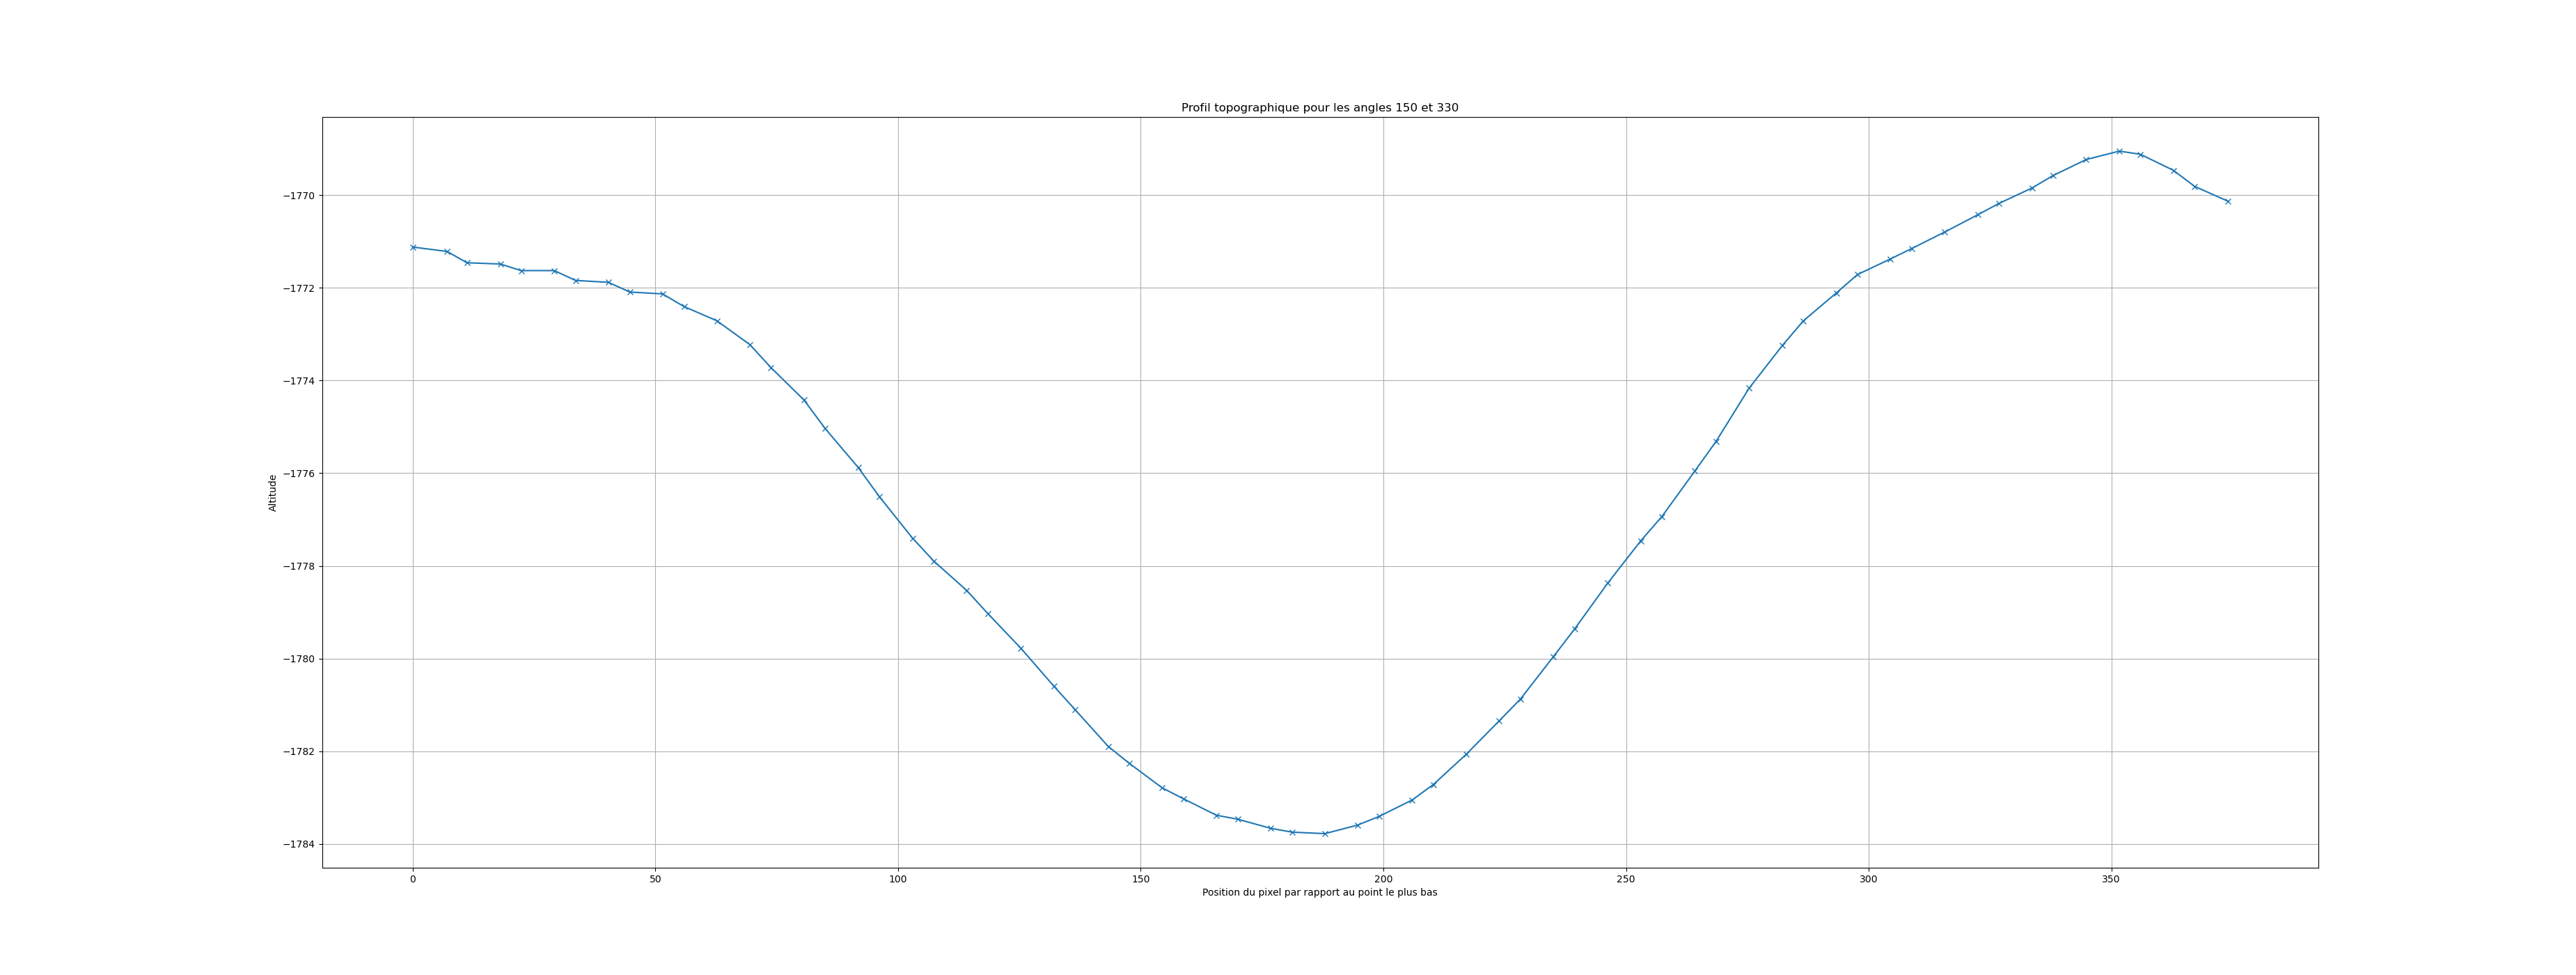 Profil topographique pour les angles 150 et 330
Altitude
−1770
−1772
−1774
−1776
−1778
−1780
−1782
−1784
0 50 100 150 200 250 300 350
Position du pixel par rapport au point le plus bas